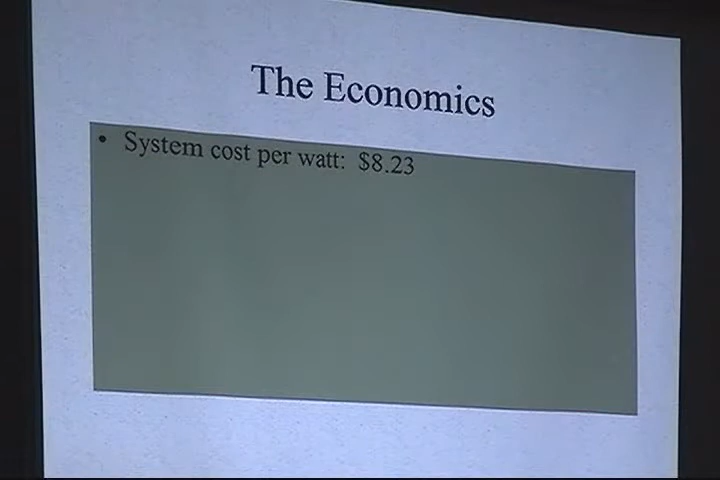 The Economics
• System cost per watt: $8.23